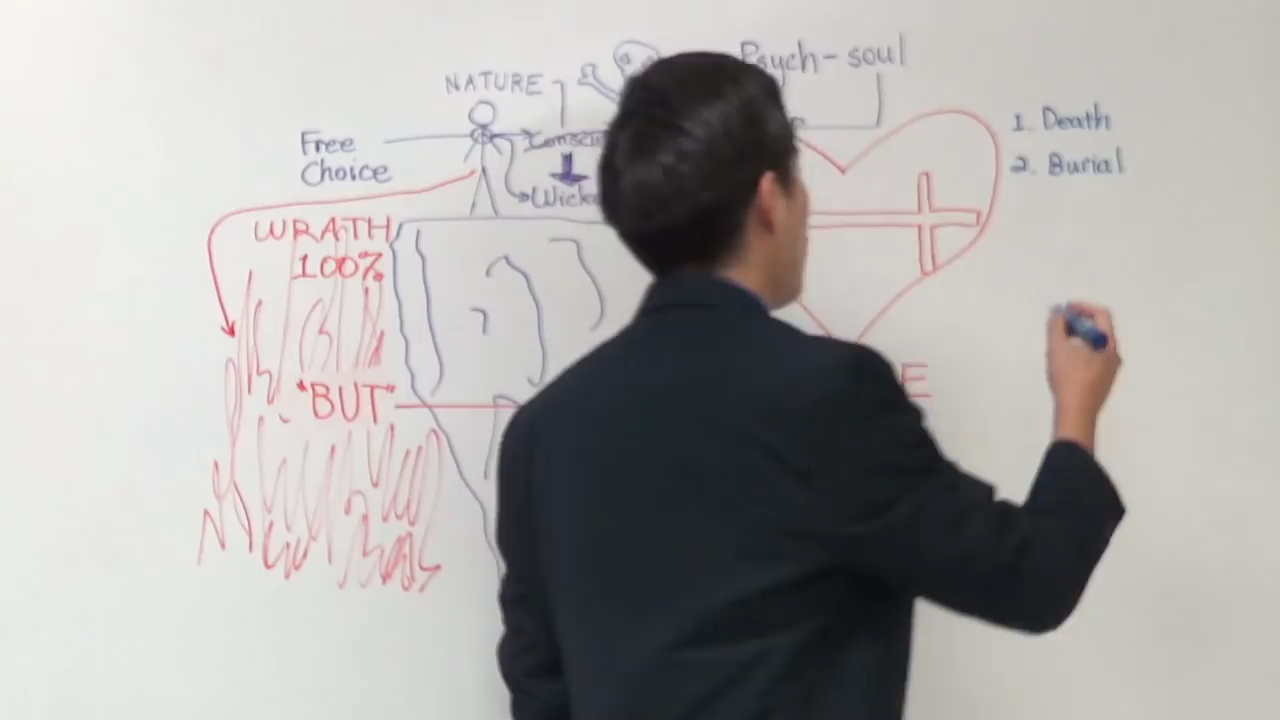 Psych-soul
NATURE
Free
Choice
1. Death
2. Burial
WRATH
100%
"BUT"